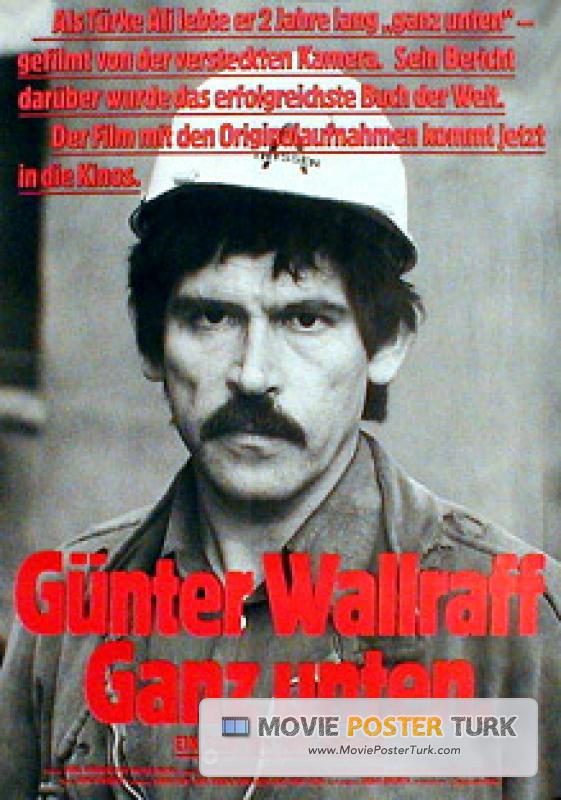 Als Türke Ali lebte er 2 Jahre lang „ganz unten“ –
gefilmt von der versteckten Kamera. Sein Bericht
darüber wurde das erfolgreichste Buch der Welt.
Der Film mit den Originalaufnahmen kommt jetzt
in die Kinos.
THYSSEN
Günter Wallraff
Ganz unten
EIN
MOVIE POSTER TURK
www.MoviePosterTurk.com